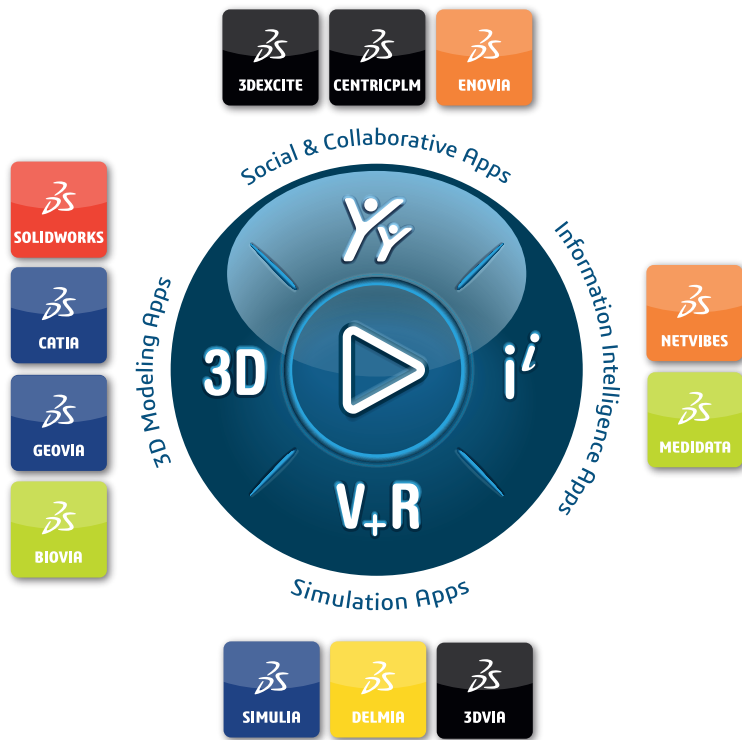 3DEXCITE
CENTRICPLM
ENOVIA
Social & Collaborative Apps
SOLIDWORKS
CATIA
GEOVIA
BIOVIA
3D Modeling Apps
3D
i i
V+R
Information Intelligence Apps
NETVIBES
MEDIDATA
Simulation Apps
SIMULIA
DELMIA
3DVIA